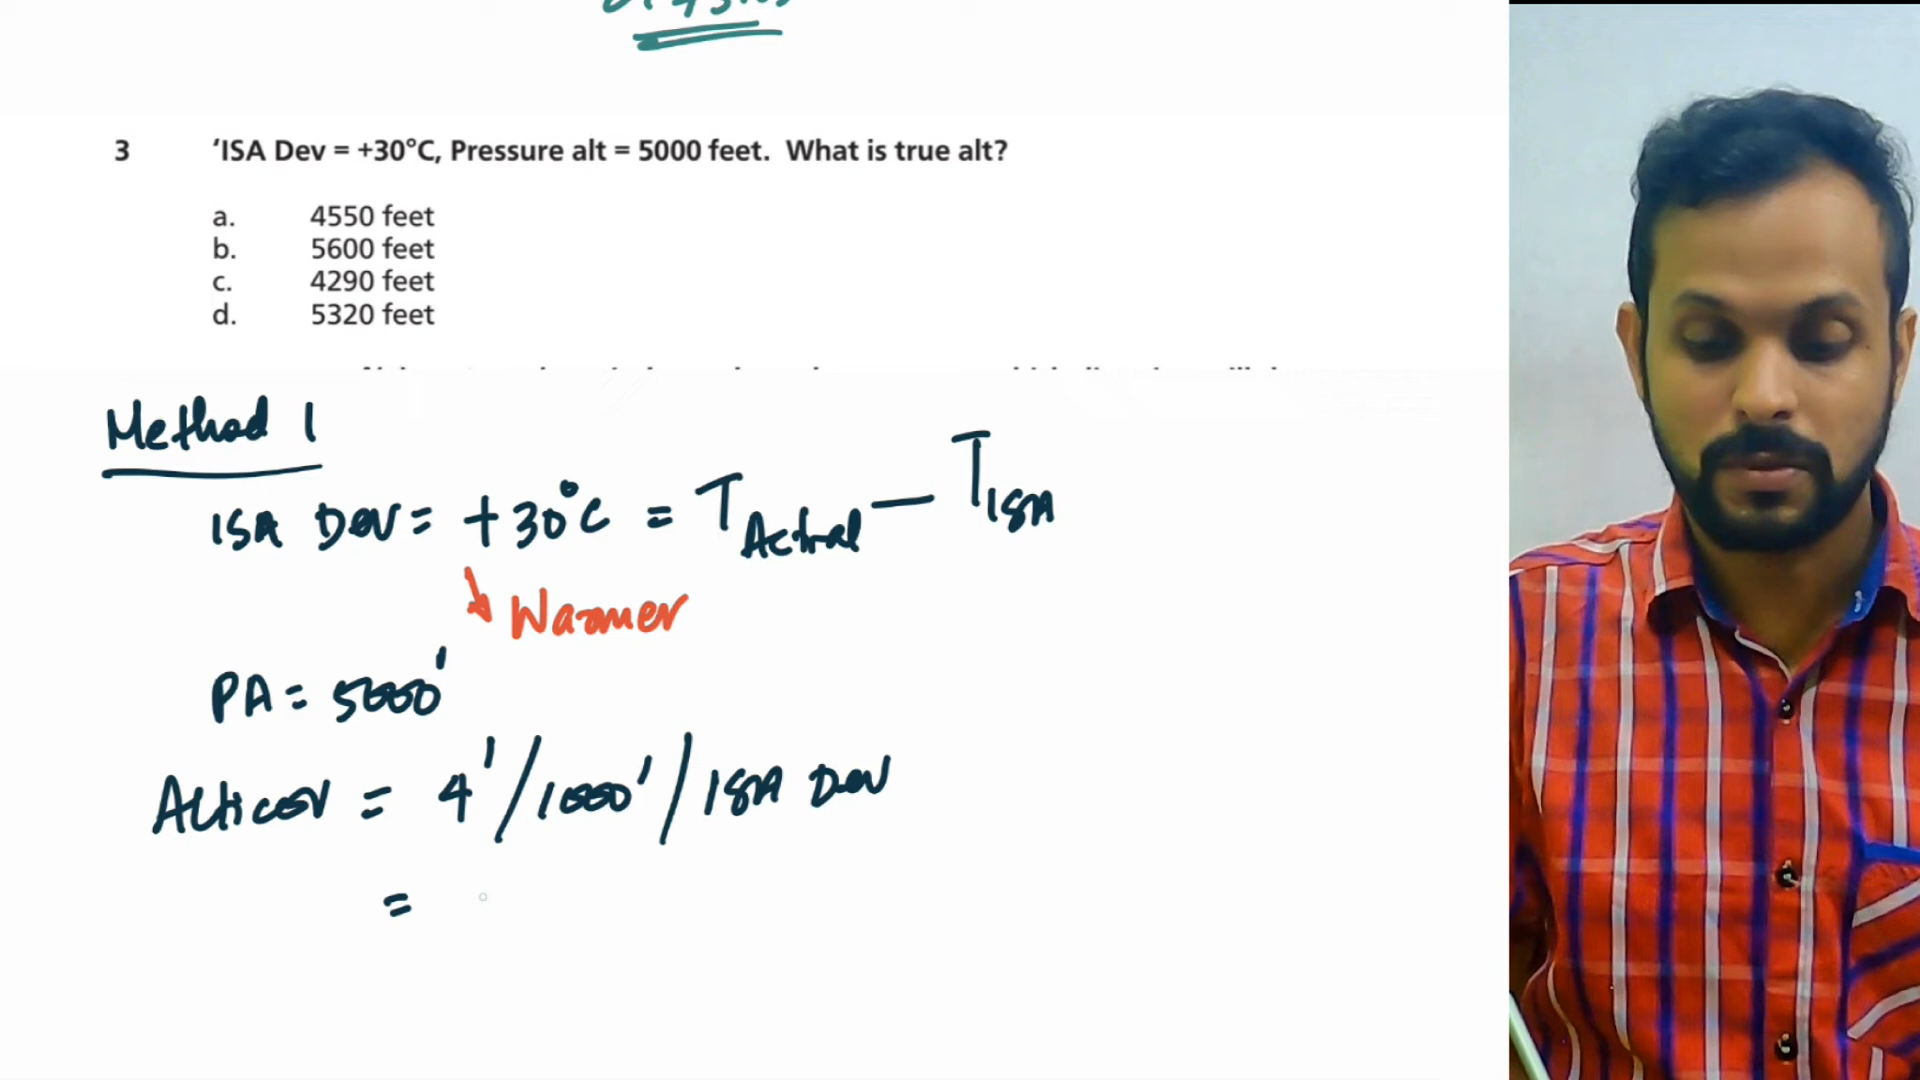 3 ‘ISA Dev = +30°C, Pressure alt = 5000 feet. What is true alt?
a. 4550 feet
b. 5600 feet
c. 4290 feet
d. 5320 feet
Method 1
ISA Dev = +30°C = T Actual — T ISA
Warmer
PA = 5000'
Alticor = 4' / 1000' / ISA Dev
=